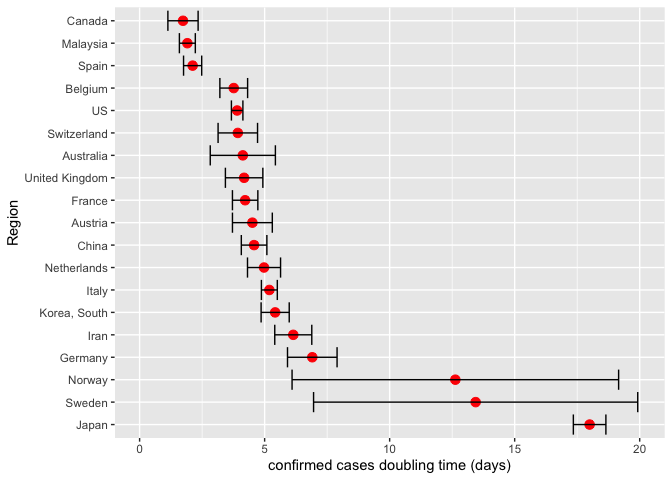 Canada
Malaysia
Spain
Belgium
US
Switzerland
Australia
United Kingdom
France
Austria
China
Netherlands
Italy
Korea, South
Iran
Germany
Norway
Sweden
Japan
Region
0 5 10 15 20
confirmed cases doubling time (days)